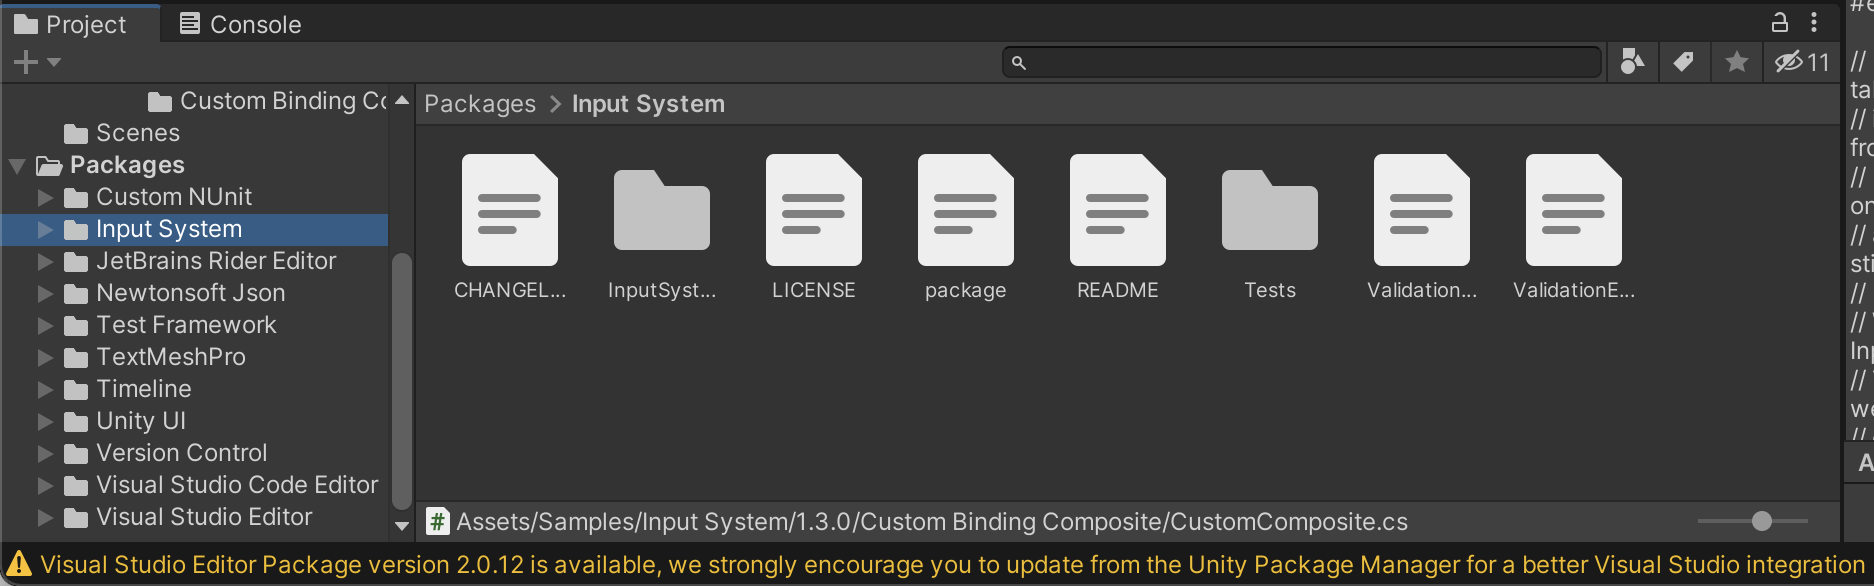 Project
Console
11
Custom Binding Co
Scenes
Packages
Custom NUnit
Input System
JetBrains Rider Editor
Newtonsoft Json
Test Framework
TextMeshPro
Timeline
Unity UI
Version Control
Visual Studio Code Editor
Visual Studio Editor
Packages > Input System
CHANGEL...
InputSyst...
LICENSE
package
README
Tests
Validation...
ValidationE...
# Assets/Samples/Input System/1.3.0/Custom Binding Composite/CustomComposite.cs
#e
//
ta
//
fro
//
on
//
sti
//
//
Inp
//
we
//
A
Visual Studio Editor Package version 2.0.12 is available, we strongly encourage you to update from the Unity Package Manager for a better Visual Studio integration